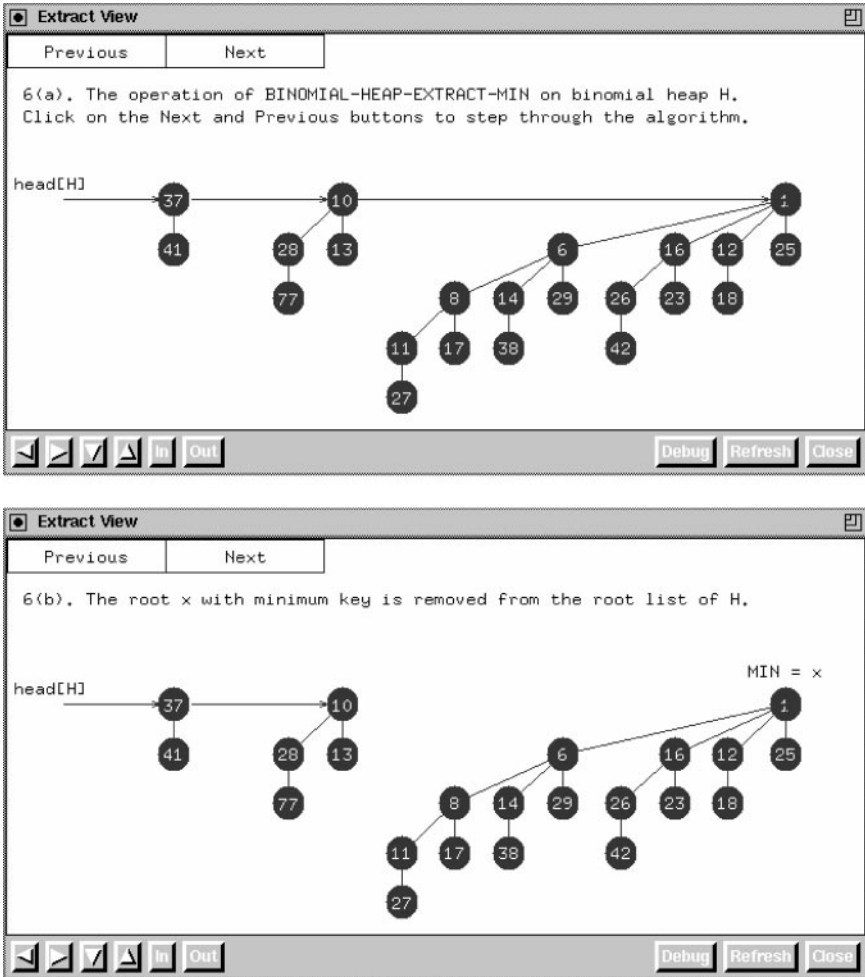 Extract View
Previous Next
6(a). The operation of BINOMIAL-HEAP-EXTRACT-MIN on binomial heap H.
Click on the Next and Previous buttons to step through the algorithm.
head[H]
37 10 1
41 28 13 6 16 12 25
77 8 14 29 26 23 18
11 17 38 42
27
In Out Debug Refresh Close
Extract View
Previous Next
6(b). The root x with minimum key is removed from the root list of H.
MIN = x
head[H]
37 10 1
41 28 13 6 16 12 25
77 8 14 29 26 23 18
11 17 38 42
27
In Out Debug Refresh Close